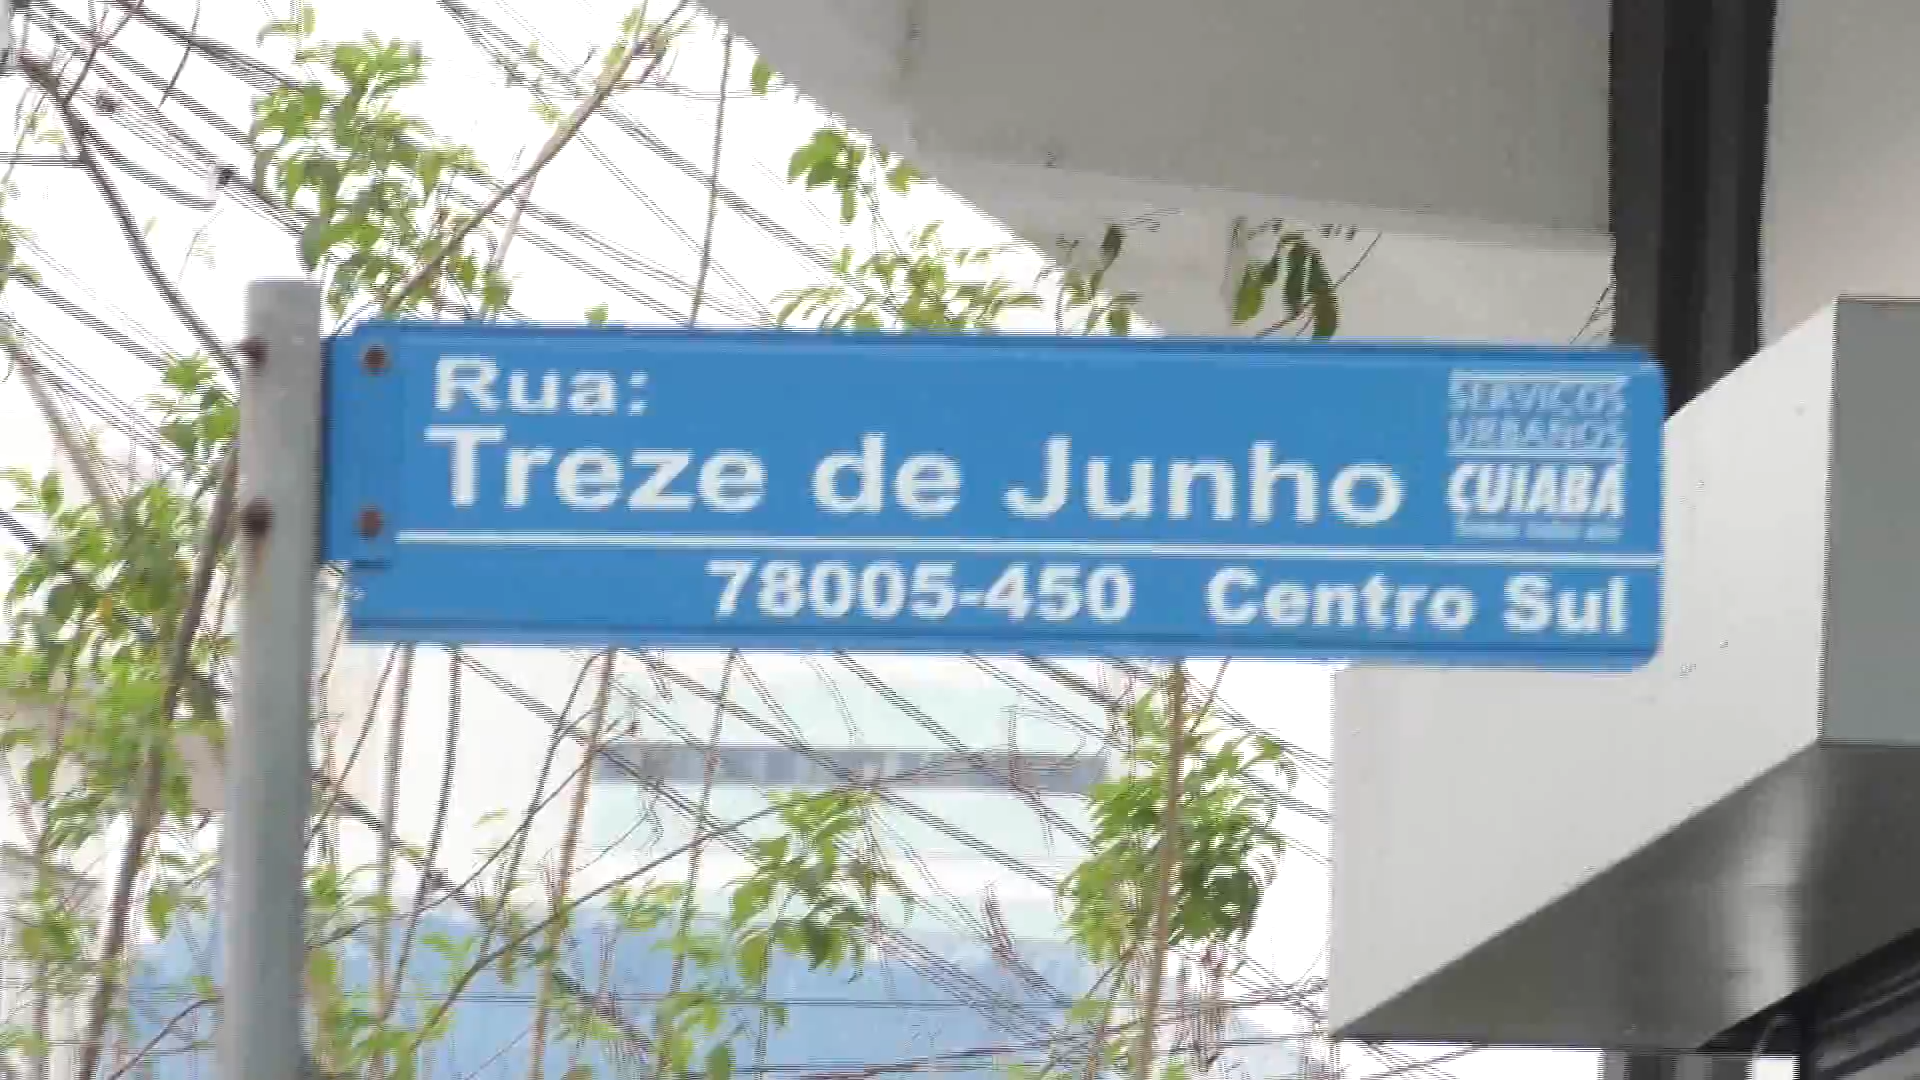 Rua:
Treze de Junho
SERVIÇOS
URBANOS
CUIABÁ
78005-450 Centro Sul